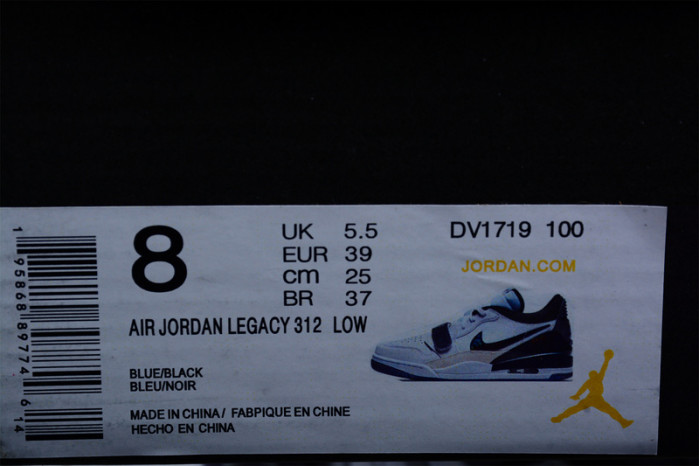 8
UK 5.5
EUR 39
cm 25
BR 37
DV1719 100
JORDAN.COM
AIR JORDAN LEGACY 312 LOW
BLUE/BLACK
BLEU/NOIR
MADE IN CHINA/ FABPIQUE EN CHINE
HECHO EN CHINA
1 95868 89774 6 14